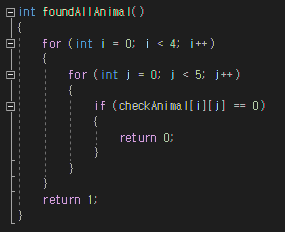 int foundAllAnimal()
{
    for (int i = 0; i < 4; i++)
    {
        for (int j = 0; j < 5; j++)
        {
            if (checkAnimal[i][j] == 0)
            {
                return 0;
            }
        }
    }
    return 1;
}